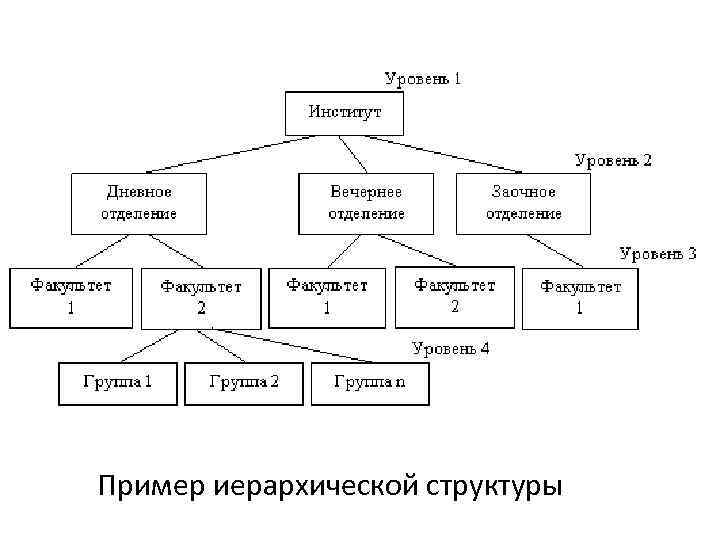 Уровень 1
Институт
Уровень 2
Дневное
отделение
Вечернее
отделение
Заочное
отделение
Уровень 3
Факультет
1
Факультет
2
Факультет
1
Факультет
2
Факультет
1
Уровень 4
Группа 1
Группа 2
Группа n
Пример иерархической структуры